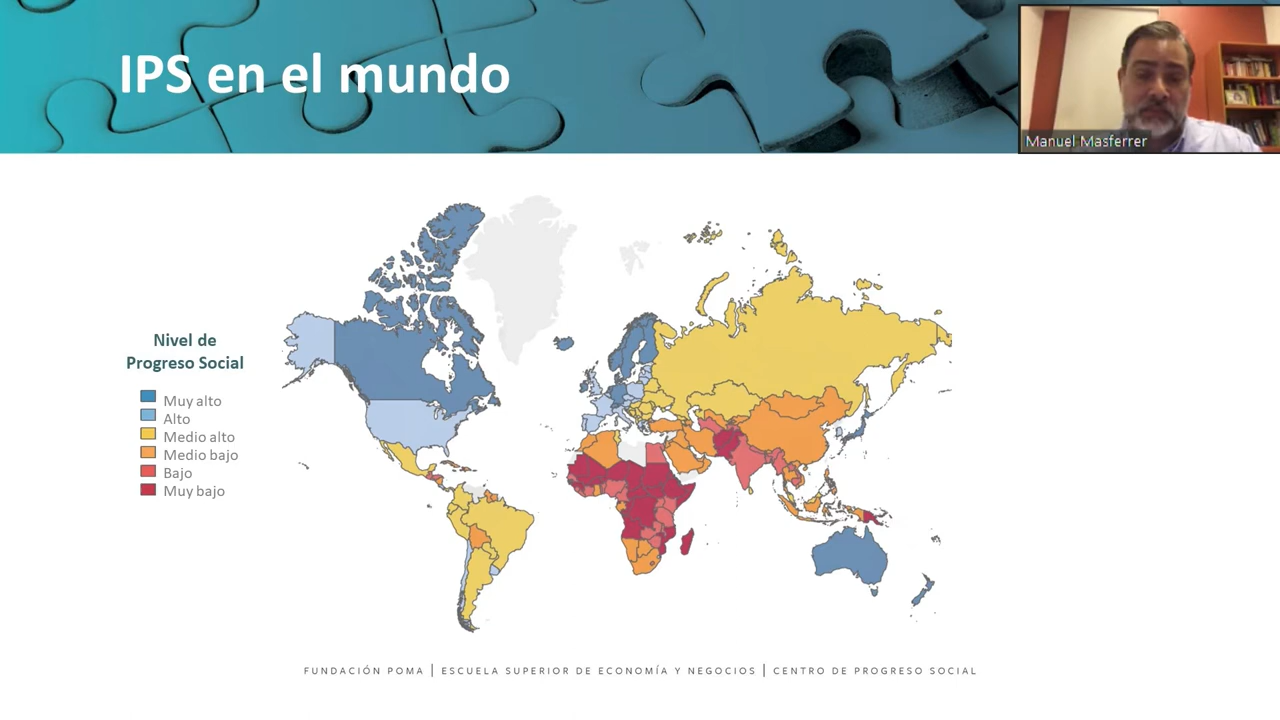 IPS en el mundo
Manuel Masferrer
Nivel de
Progreso Social
Muy alto
Alto
Medio alto
Medio bajo
Bajo
Muy bajo
FUNDACIÓN POMA | ESCUELA SUPERIOR DE ECONOMÍA Y NEGOCIOS | CENTRO DE PROGRESO SOCIAL